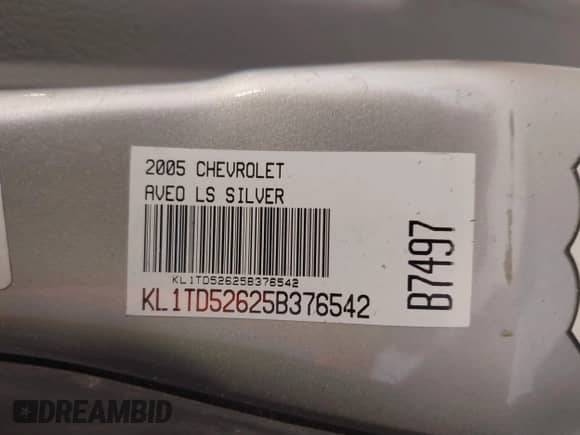 2005 CHEVROLET
AVEO LS SILVER
KL1TD52625B376542
KL1TD52625B376542
B7497
DREAMBID